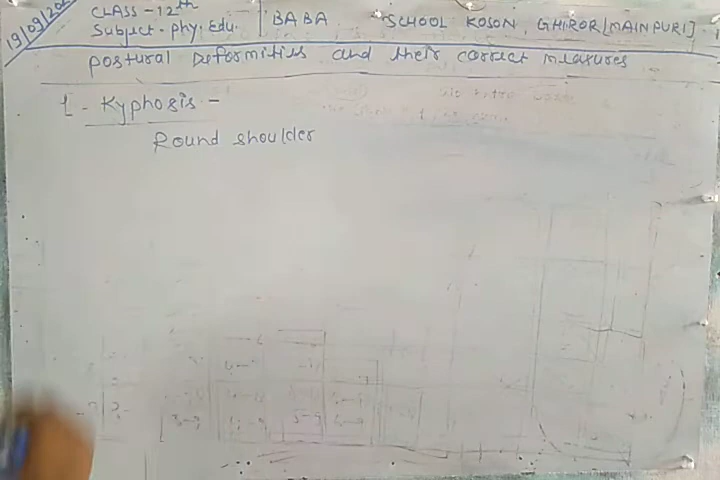 19/09/202
CLASS - 12th
Subject - phy. Edu.
BABA SCHOOL KOSON, GHIROR [MAINPURI]
postural Deformities and their correct measures
1 - Kyphosis -
Round shoulder